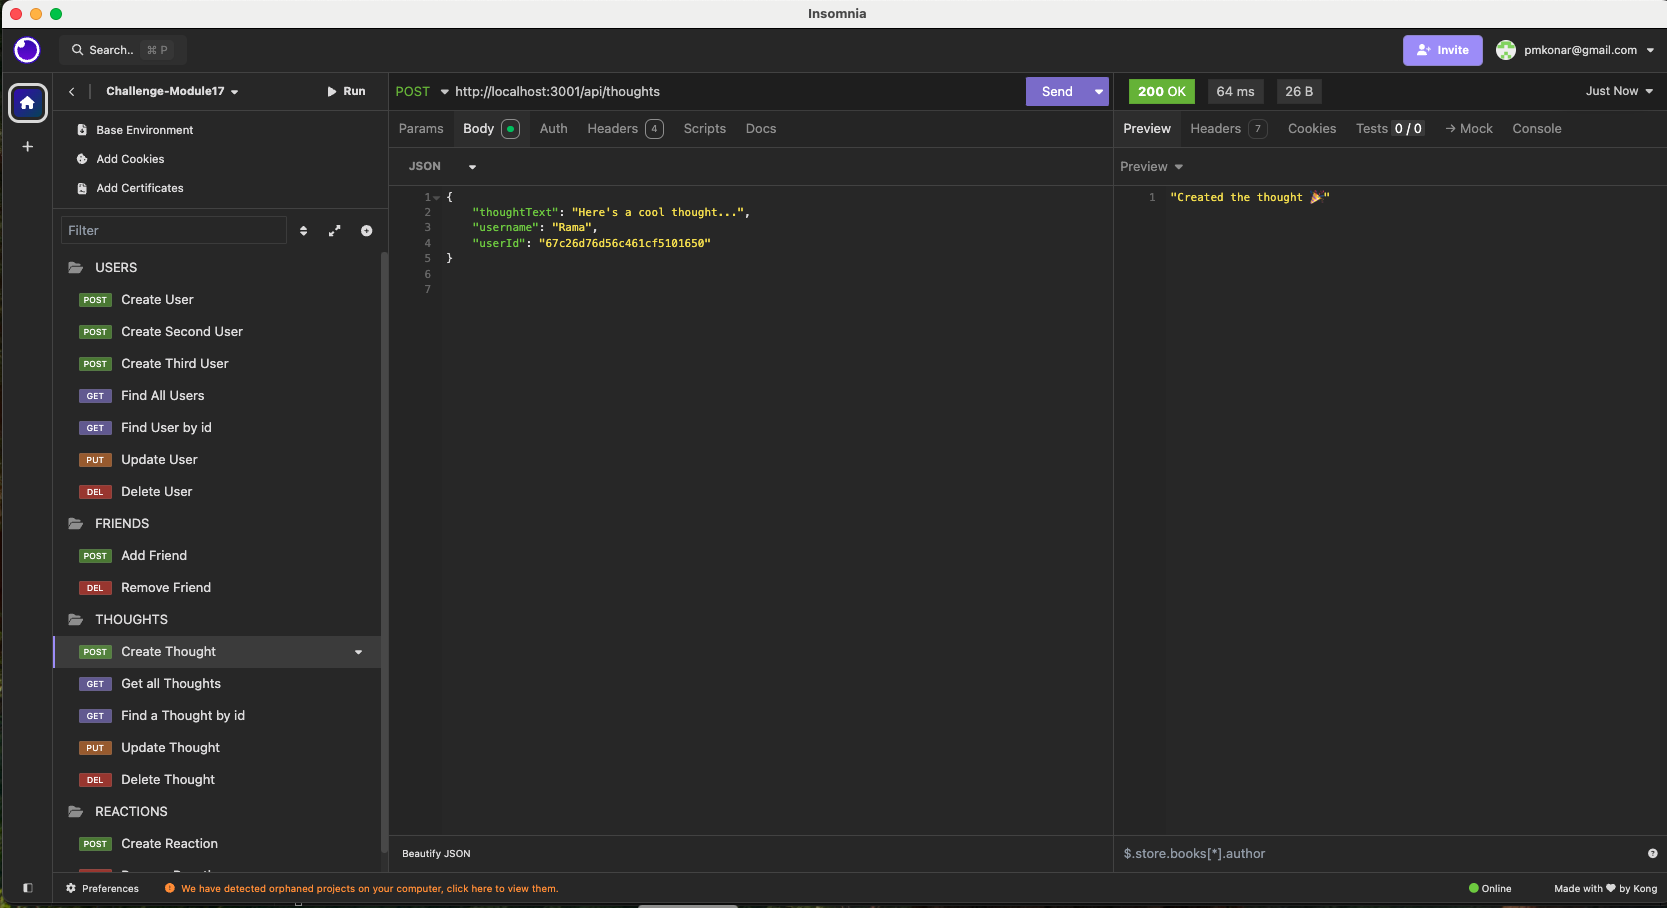 Insomnia
Search.. ⌘ P
Invite
pmkonar@gmail.com
Challenge-Module17
Run
POST http://localhost:3001/api/thoughts
Send
200 OK
64 ms
26 B
Just Now
Base Environment
Add Cookies
Add Certificates
Params
Body
Auth
Headers 4
Scripts
Docs
Preview
Headers 7
Cookies
Tests 0 / 0
→ Mock
Console
JSON
Preview
Filter
USERS
POST Create User
POST Create Second User
POST Create Third User
GET Find All Users
GET Find User by id
PUT Update User
DEL Delete User
FRIENDS
POST Add Friend
DEL Remove Friend
THOUGHTS
POST Create Thought
GET Get all Thoughts
GET Find a Thought by id
PUT Update Thought
DEL Delete Thought
REACTIONS
POST Create Reaction
1 {
2 "thoughtText": "Here's a cool thought...",
3 "username": "Rama",
4 "userId": "67c26d76d56c461cf5101650"
5 }
6
7
1 "Created the thought 🎉"
Beautify JSON
$.store.books[*].author
Preferences
We have detected orphaned projects on your computer, click here to view them.
Online
Made with ♥ by Kong